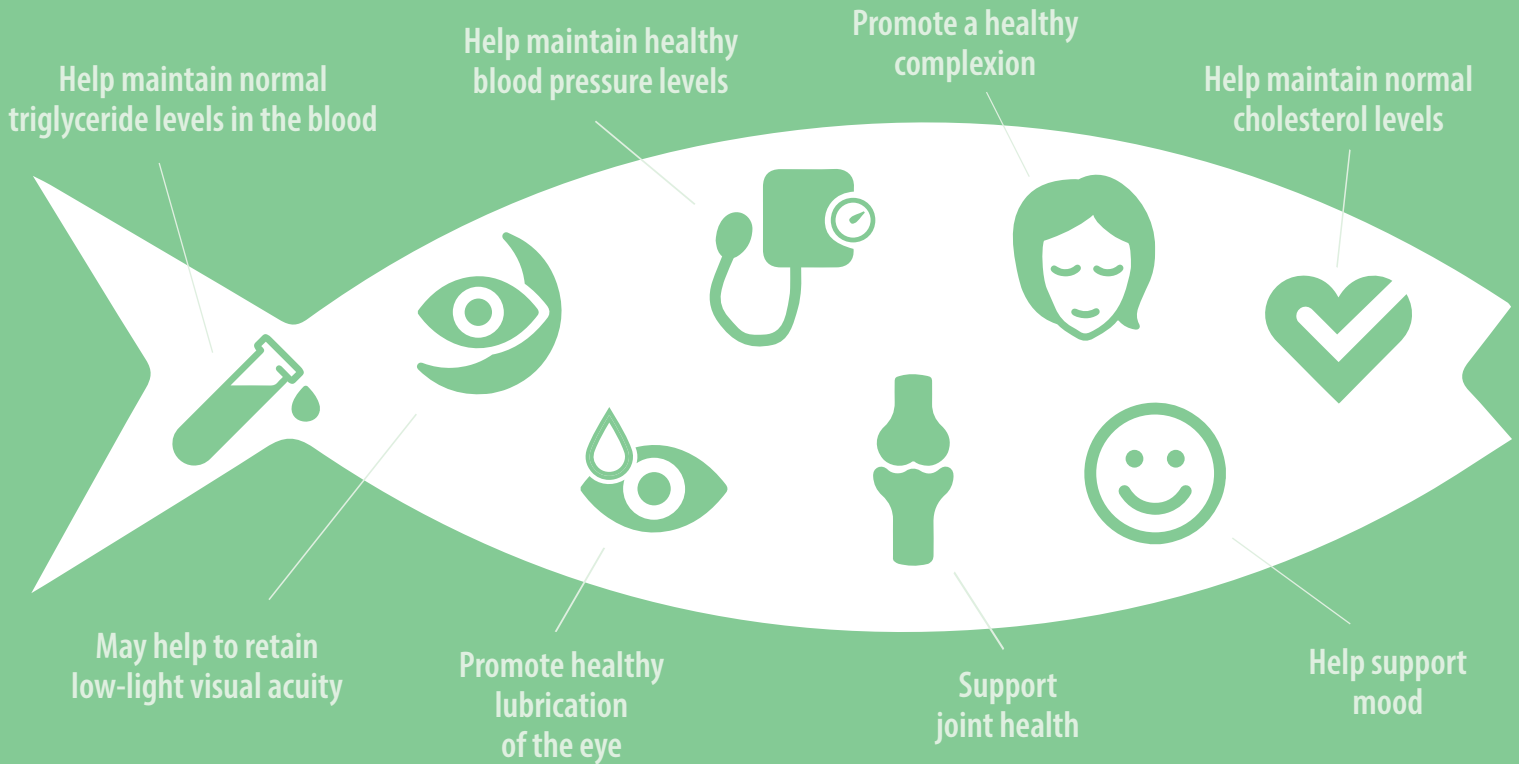 Help maintain normal
triglyceride levels in the blood
Help maintain healthy
blood pressure levels
Promote a healthy
complexion
Help maintain normal
cholesterol levels
May help to retain
low-light visual acuity
Promote healthy
lubrication
of the eye
Support
joint health
Help support
mood